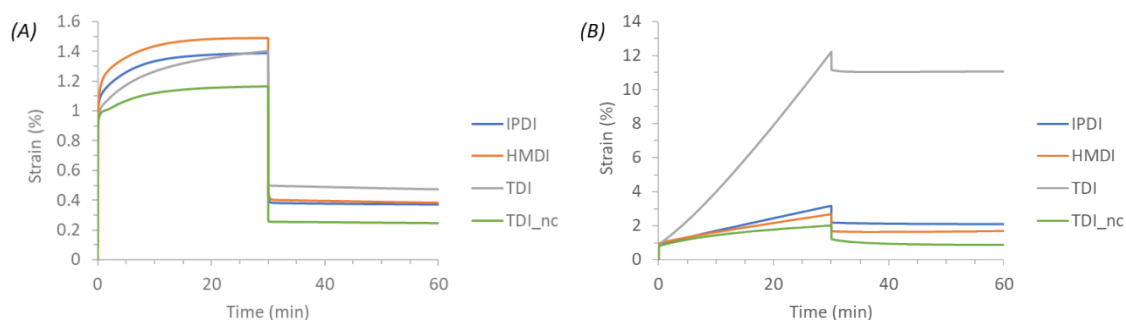 (A)
1.6
1.4
1.2
1
0.8
0.6
0.4
0.2
0
Strain (%)
0 20 40 60
Time (min)
IPDI
HMDI
TDI
TDI_nc
(B)
14
12
10
8
6
4
2
0
Strain (%)
0 20 40 60
Time (min)
IPDI
HMDI
TDI
TDI_nc